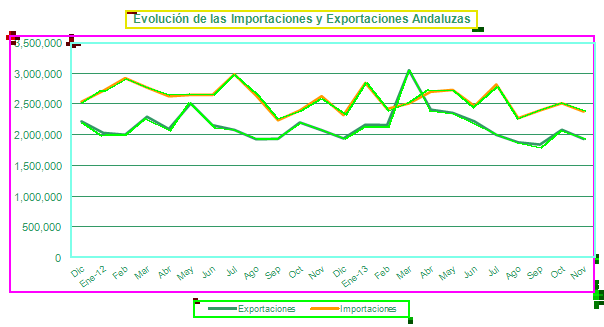 Evolución de las Importaciones y Exportaciones Andaluzas
3,500,000
3,000,000
2,500,000
2,000,000
1,500,000
1,000,000
500,000
0
Dic Ene-12 Feb Mar Abr May Jun Jul Ago Sep Oct Nov Dic Ene-13 Feb Mar Abr May Jun Jul Ago Sep Oct Nov
Exportaciones Importaciones